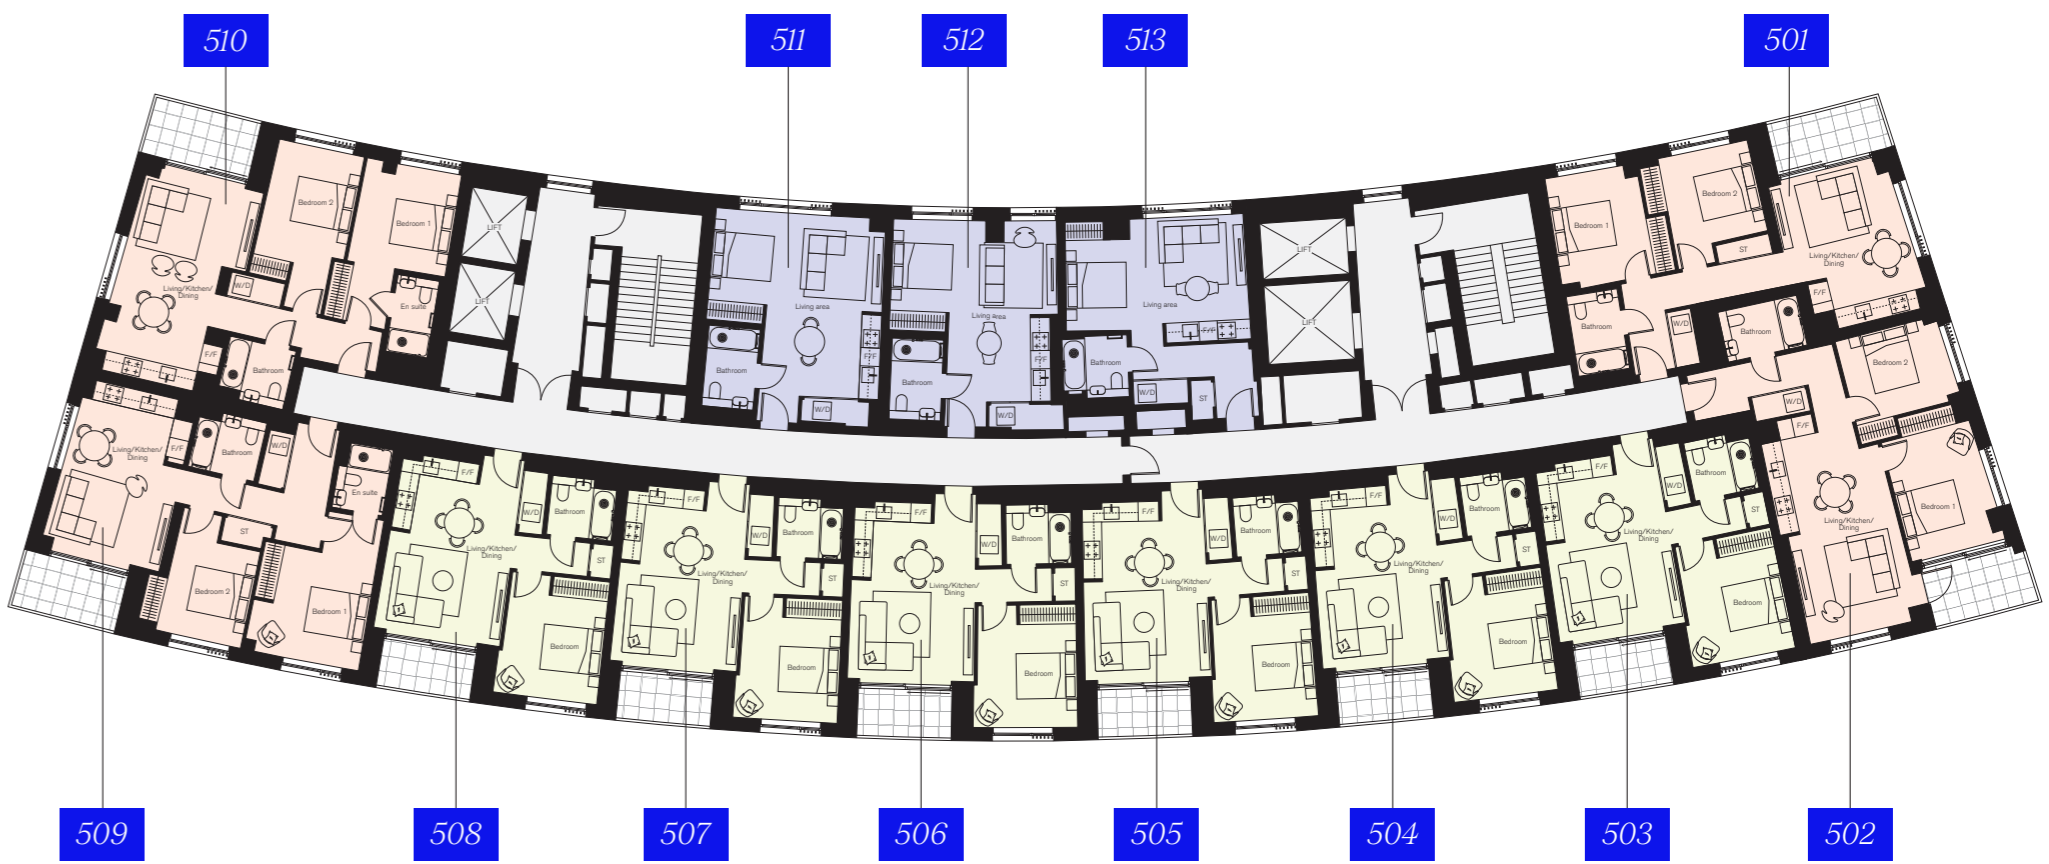 510
511
512
513
501
Living/Kitchen/
Dining
Bedroom 2
Bedroom 1
W/D
En suite
F/F
Bathroom
LIFT
LIFT
Living area
Bathroom
F/F
W/D
Living area
Bathroom
F/F
W/D
Living area
Bathroom
F/F
W/D
ST
LIFT
LIFT
Bedroom 1
Bedroom 2
ST
Living/Kitchen/
Dining
F/F
Bathroom
W/D
Living/Kitchen/
Dining
F/F
Bathroom
W/D
En suite
ST
Bedroom 2
Bedroom 1
F/F
W/D
Bathroom
Living/Kitchen/
Dining
ST
Bedroom
F/F
W/D
Bathroom
Living/Kitchen/
Dining
ST
Bedroom
F/F
W/D
Bathroom
Living/Kitchen/
Dining
ST
Bedroom
F/F
W/D
Bathroom
Living/Kitchen/
Dining
ST
Bedroom
F/F
W/D
Bathroom
Living/Kitchen/
Dining
ST
Bedroom
F/F
W/D
Bathroom
Living/Kitchen/
Dining
ST
Bedroom
Bathroom
Bedroom 2
W/D
F/F
Living/Kitchen/
Dining
Bedroom 1
509
508
507
506
505
504
503
502